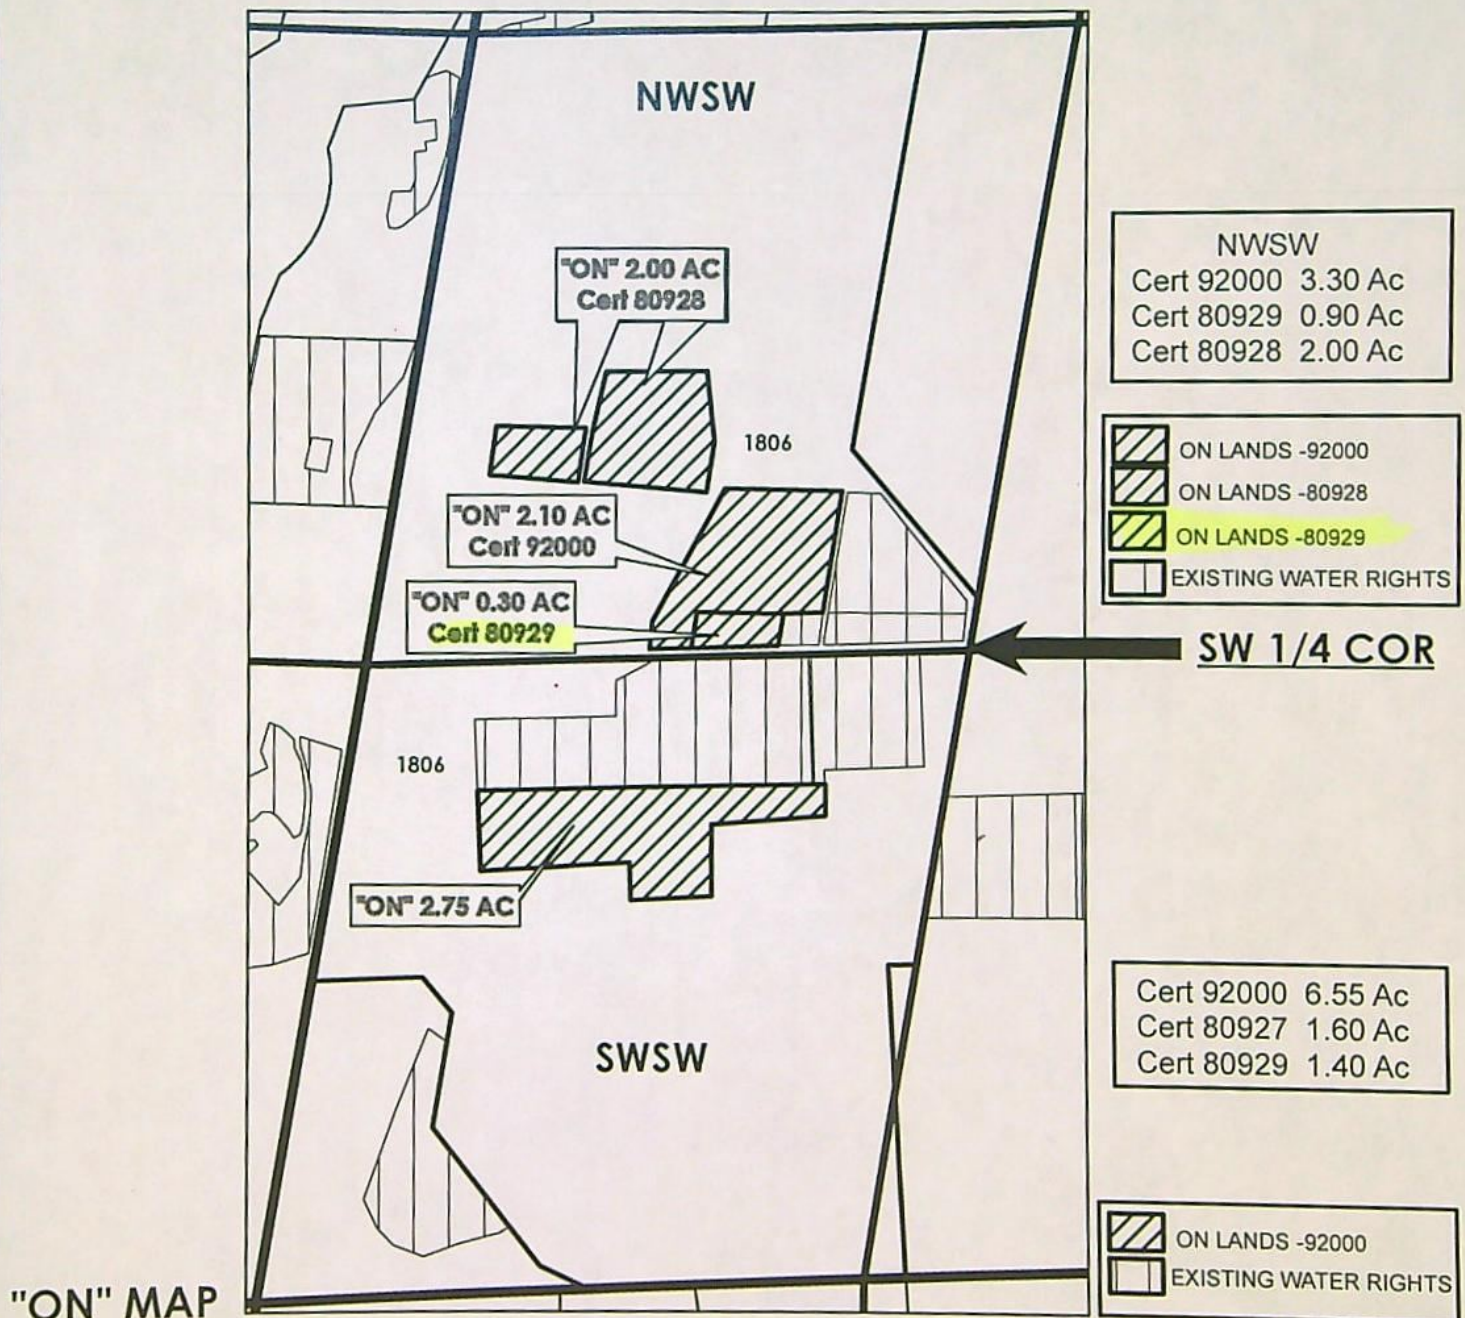 NWSW
"ON" 2.00 AC
Cert 80928
NWSW
Cert 92000 3.30 Ac
Cert 80929 0.90 Ac
Cert 80928 2.00 Ac
1806
ON LANDS -92000
ON LANDS -80928
ON LANDS -80929
EXISTING WATER RIGHTS
"ON" 2.10 AC
Cert 92000
"ON" 0.30 AC
Cert 80929
SW 1/4 COR
1806
"ON" 2.75 AC
SWSW
Cert 92000 6.55 Ac
Cert 80927 1.60 Ac
Cert 80929 1.40 Ac
ON LANDS -92000
EXISTING WATER RIGHTS
"ON" MAP